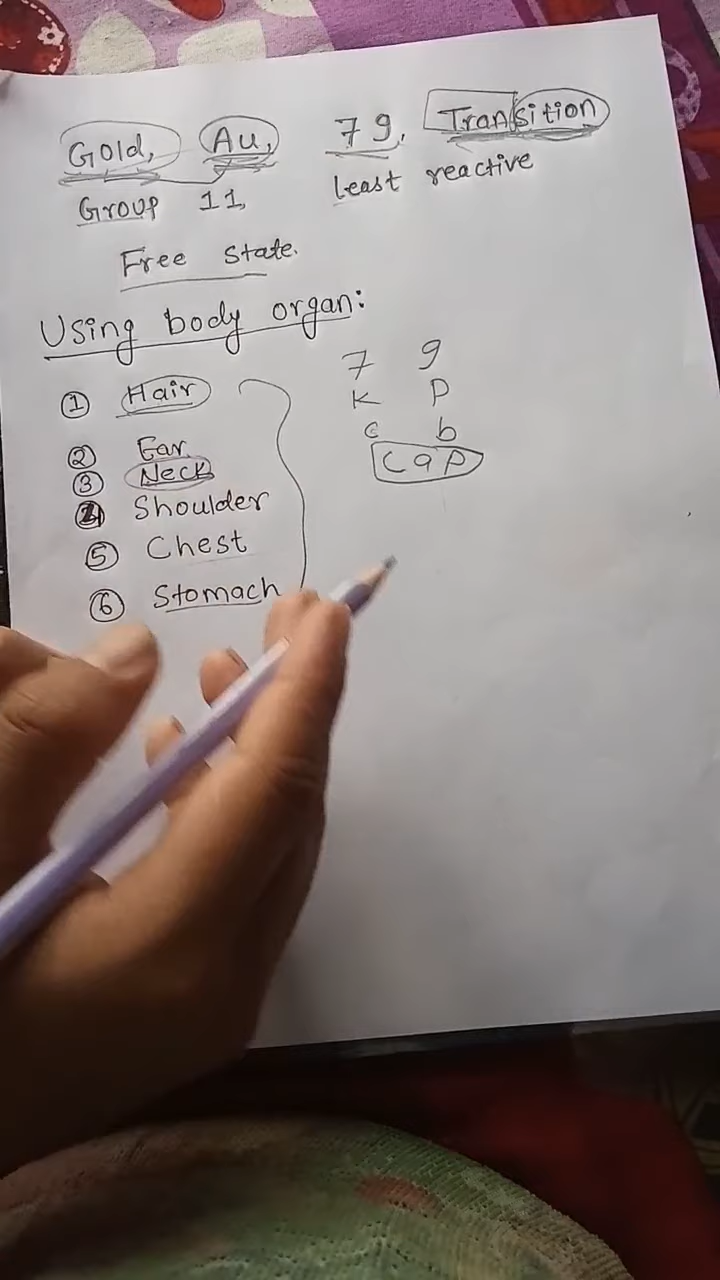 Gold, Au, 79, Transition
Group 11, least reactive
Free state.
Using body organ:
① Hair
② Ear
③ Neck
④ Shoulder
⑤ Chest
⑥ Stomach
7 9
K P
c b
Cap